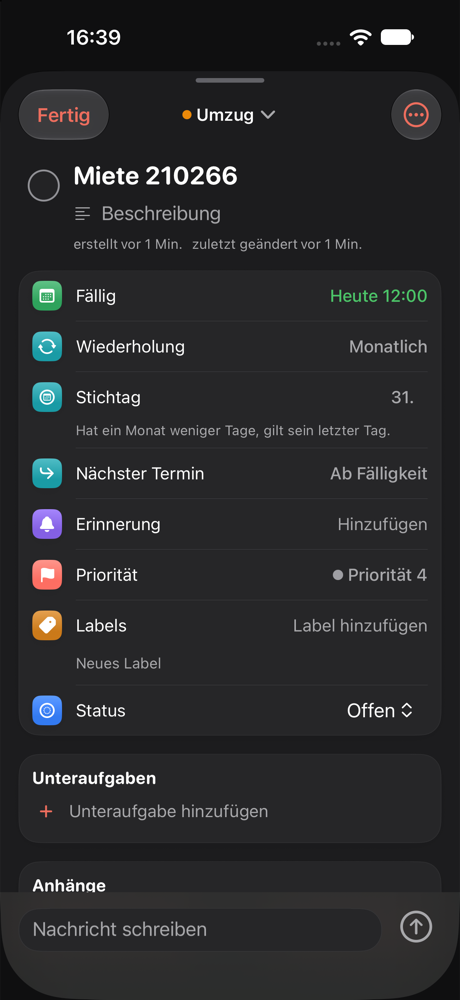 16:39
Fertig
Umzug
Miete 210266
Beschreibung
erstellt vor 1 Min. zuletzt geändert vor 1 Min.
Fällig Heute 12:00
Wiederholung Monatlich
Stichtag 31.
Hat ein Monat weniger Tage, gilt sein letzter Tag.
Nächster Termin Ab Fälligkeit
Erinnerung Hinzufügen
Priorität Priorität 4
Labels Label hinzufügen
Neues Label
Status Offen
Unteraufgaben
+ Unteraufgabe hinzufügen
Anhänge
Nachricht schreiben